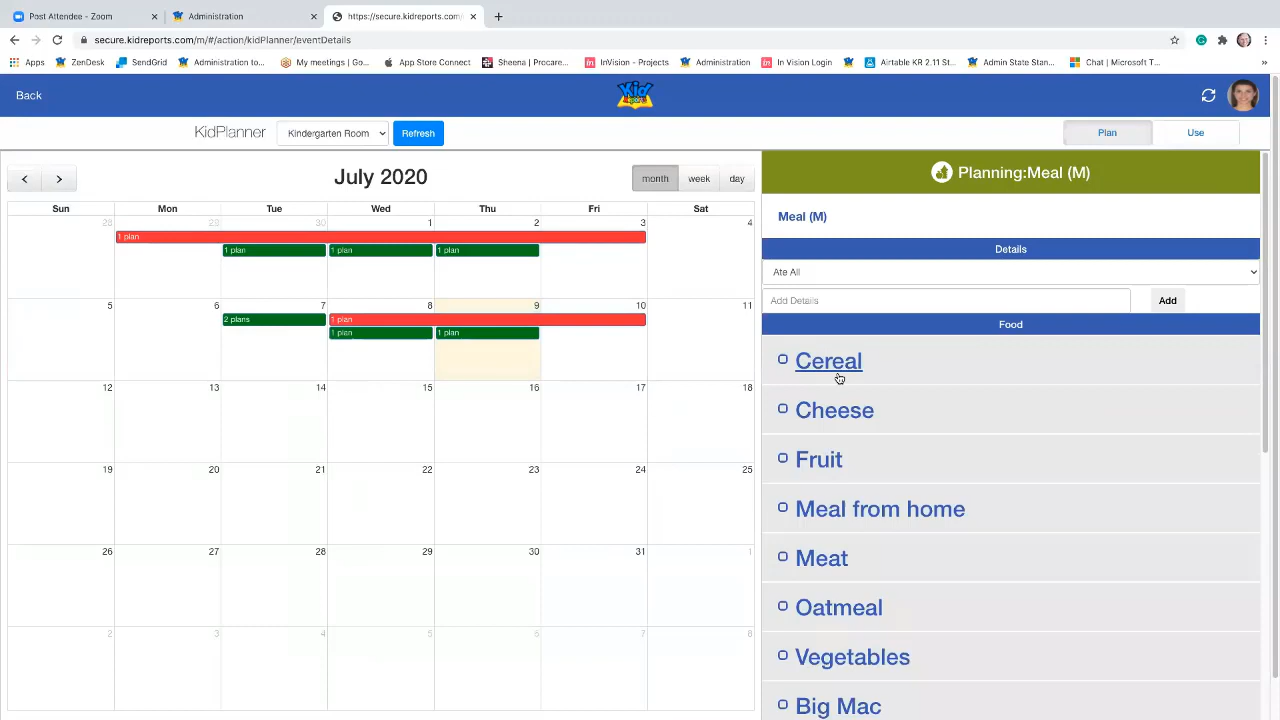 Post Attendee - Zoom
Administration
https://secure.kidreports.com/
secure.kidreports.com/m/#/action/kidPlanner/eventDetails
Apps
ZenDesk
SendGrid
Administration to...
My meetings | Go...
App Store Connect
Sheena | Procare...
InVision - Projects
Administration
In Vision Login
Airtable KR 2.11 St...
Admin State Stan...
Chat | Microsoft T...
Back
Kid
KidPlanner
Kindergarten Room
Refresh
Plan
Use
July 2020
month
week
day
Sun Mon Tue Wed Thu Fri Sat
28 29 30 1 2 3 4
1 plan
1 plan 1 plan 1 plan
5 6 7 8 9 10 11
2 plans 1 plan
1 plan 1 plan
12 13 14 15 16 17 18
19 20 21 22 23 24 25
26 27 28 29 30 31 1
2 3 4 5 6 7 8
Planning:Meal (M)
Meal (M)
Details
Ate All
Add Details
Add
Food
Cereal
Cheese
Fruit
Meal from home
Meat
Oatmeal
Vegetables
Big Mac